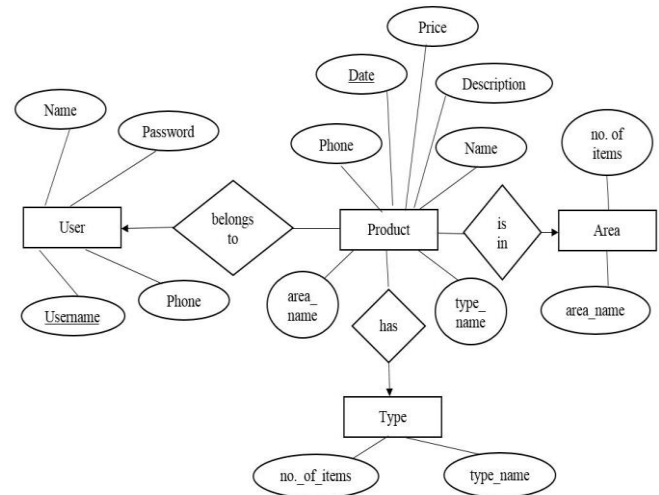 Price
Date
Description
Name
Password
Phone
Name
no. of
items
User
belongs
to
Product
is
in
Area
Username
Phone
area_
name
has
type_
name
area_name
Type
no._of_items
type_name